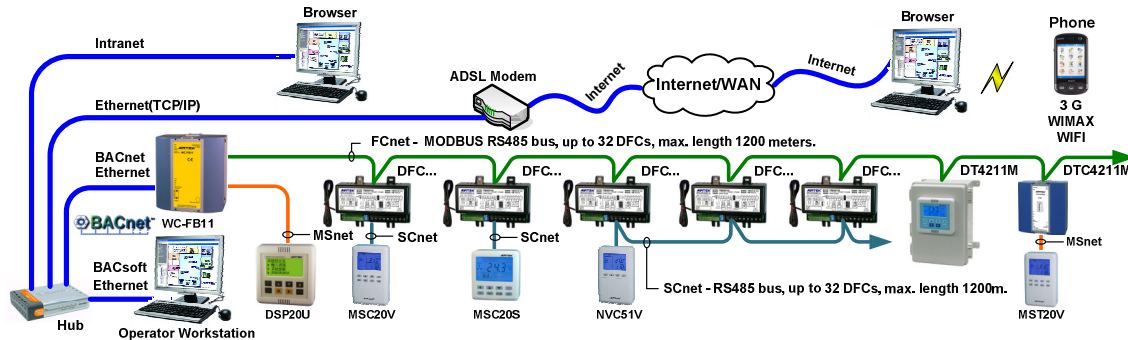 Browser
Browser
Phone
Intranet
ADSL Modem
Internet
Internet/WAN
Internet
3 G
WIMAX
WIFI
Ethernet(TCP/IP)
FCnet - MODBUS RS485 bus, up to 32 DFCs, max. length 1200 meters.
BACnet
Ethernet
DFC...
DFC...
DFC...
DFC...
DFC...
DT4211M
DTC4211M
BACnet
WC-FB11
MSnet
SCnet
SCnet
MSnet
BACsoft
Ethernet
SCnet - RS485 bus, up to 32 DFCs, max. length 1200m.
Hub
Operator Workstation
DSP20U
MSC20V
MSC20S
NVC51V
MST20V